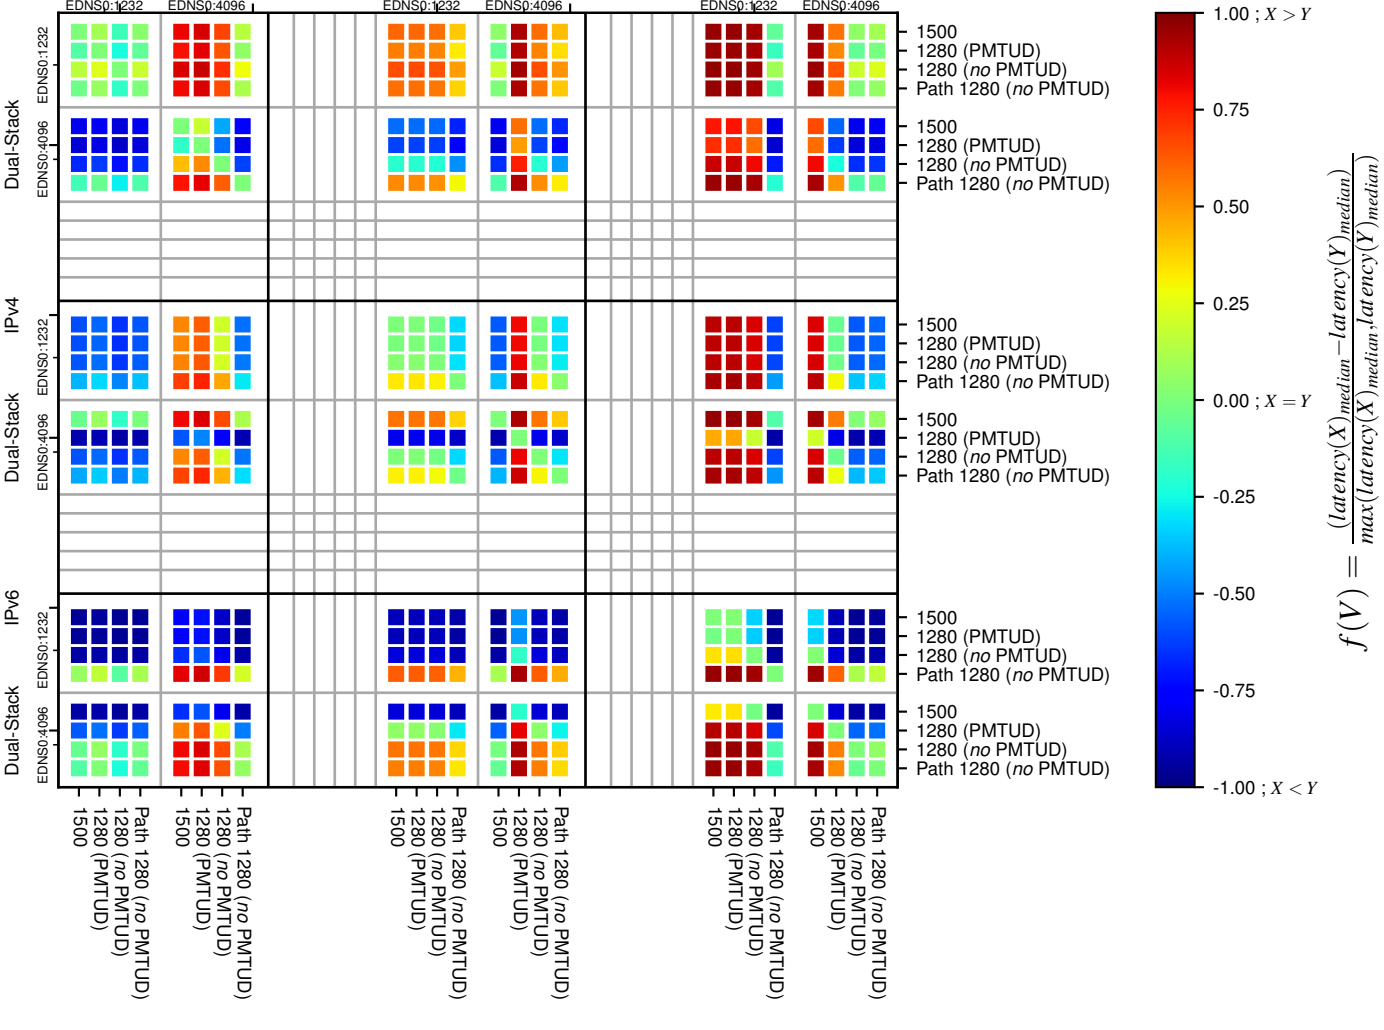 EDNS0:1232 EDNS0:4096 EDNS0:1232 EDNS0:4096 EDNS0:1232 EDNS0:4096
Dual-Stack
EDNS0:1232
EDNS0:4096
1500
1280 (PMTUD)
1280 (no PMTUD)
Path 1280 (no PMTUD)
1500
1280 (PMTUD)
1280 (no PMTUD)
Path 1280 (no PMTUD)
IPv4
Dual-Stack
EDNS0:1232
EDNS0:4096
1500
1280 (PMTUD)
1280 (no PMTUD)
Path 1280 (no PMTUD)
1500
1280 (PMTUD)
1280 (no PMTUD)
Path 1280 (no PMTUD)
IPv6
Dual-Stack
EDNS0:1232
EDNS0:4096
1500
1280 (PMTUD)
1280 (no PMTUD)
Path 1280 (no PMTUD)
1500
1280 (PMTUD)
1280 (no PMTUD)
Path 1280 (no PMTUD)
1500
1280 (PMTUD)
1280 (no PMTUD)
Path 1280 (no PMTUD)
1500
1280 (PMTUD)
1280 (no PMTUD)
Path 1280 (no PMTUD)
1500
1280 (PMTUD)
1280 (no PMTUD)
Path 1280 (no PMTUD)
1500
1280 (PMTUD)
1280 (no PMTUD)
Path 1280 (no PMTUD)
1500
1280 (PMTUD)
1280 (no PMTUD)
Path 1280 (no PMTUD)
1500
1280 (PMTUD)
1280 (no PMTUD)
Path 1280 (no PMTUD)
1.00 ; X > Y
0.75
0.50
0.25
0.00 ; X = Y
-0.25
-0.50
-0.75
-1.00 ; X < Y
f(V) = (latency(X)median−latency(Y)median) / max(latency(X)median,latency(Y)median)